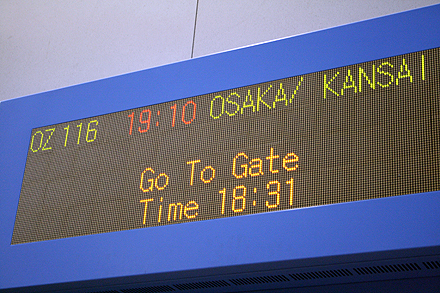 OZ 116 19:10 OSAKA/ KANSAI
Go To Gate
Time 18:31